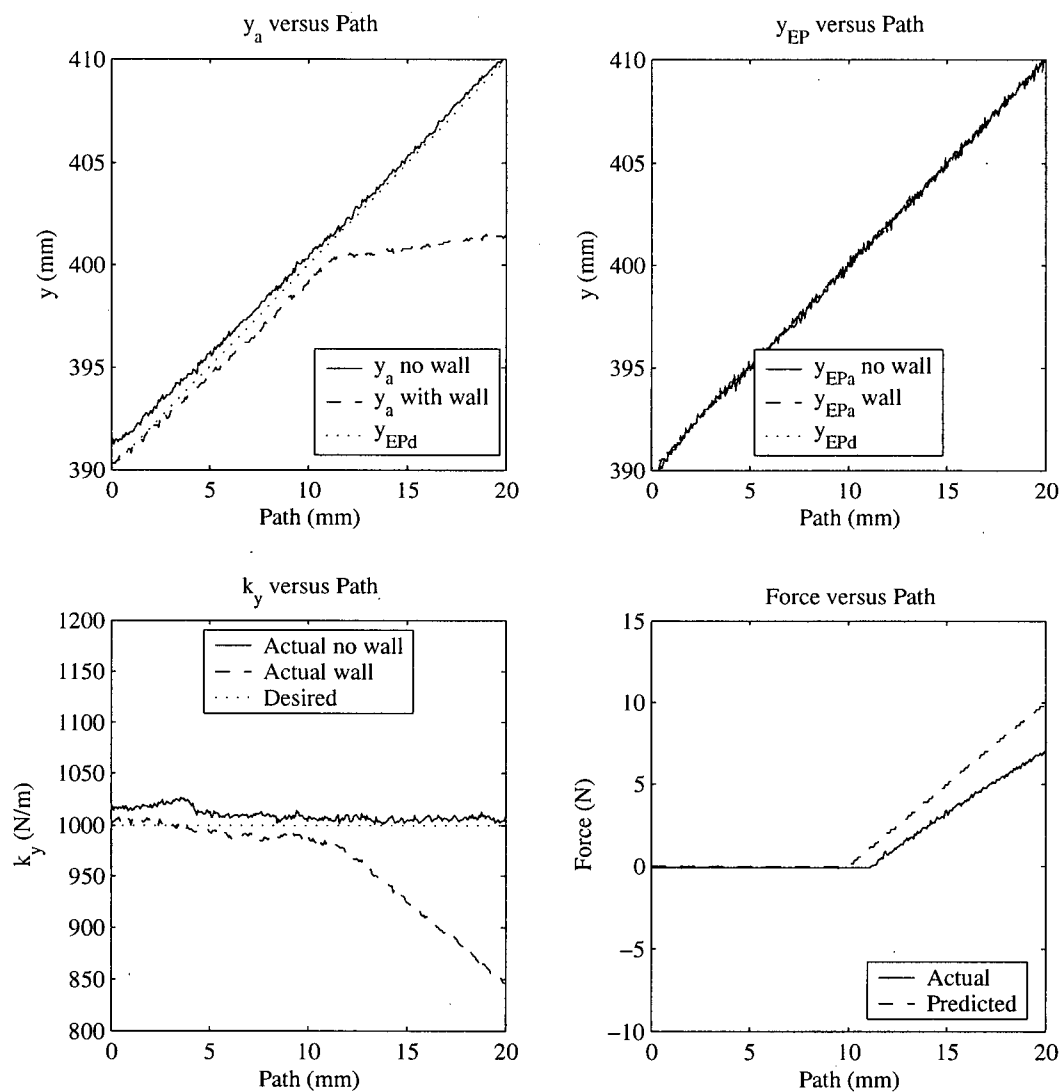 y_a versus Path
410
405
400
395
390
y (mm)
y_a no wall
y_a with wall
y_EPd
0 5 10 15 20
Path (mm)
y_EP versus Path
410
405
400
395
390
y (mm)
y_EPa no wall
y_EPa wall
y_EPd
0 5 10 15 20
Path (mm)
k_y versus Path
1200
1150
1100
1050
1000
950
900
850
800
k_y (N/m)
Actual no wall
Actual wall
Desired
0 5 10 15 20
Path (mm)
Force versus Path
15
10
5
0
−5
−10
Force (N)
Actual
Predicted
0 5 10 15 20
Path (mm)